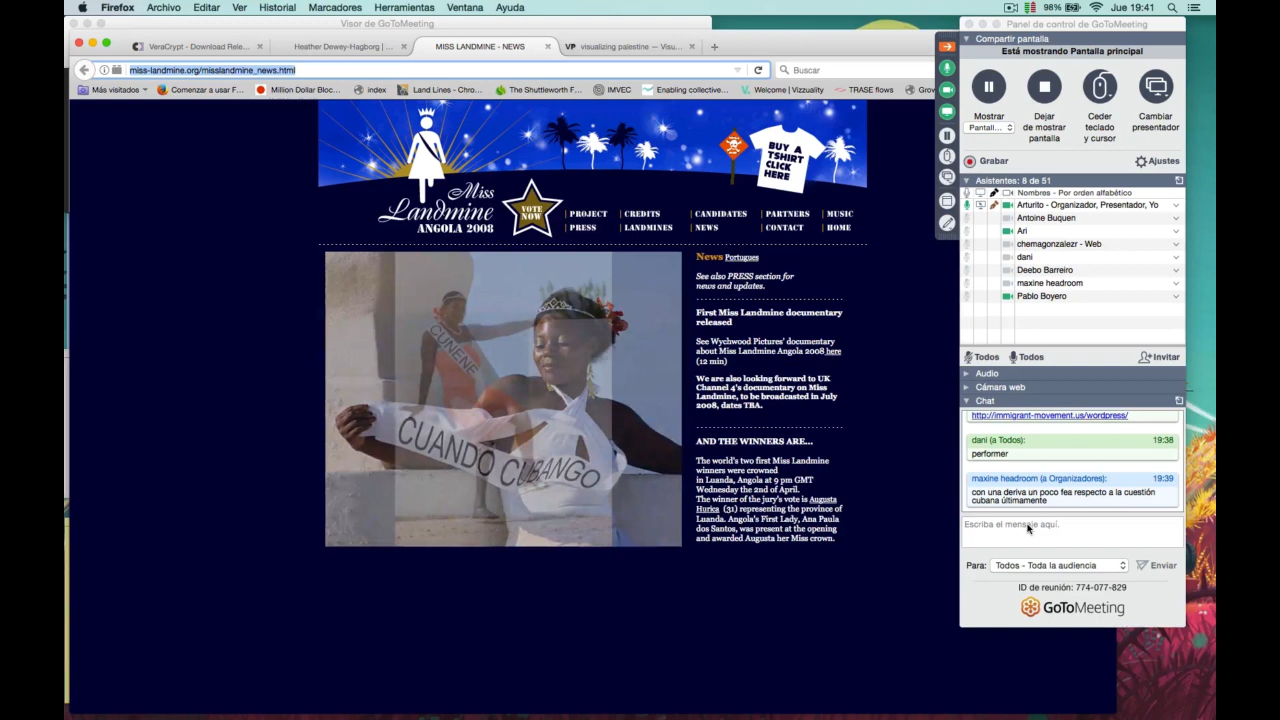 Firefox Archivo Editar Ver Historial Marcadores Herramientas Ventana Ayuda
98% Jue 19:41
Visor de GoToMeeting
VeraCrypt - Download Rele...
Heather Dewey-Hagborg | ...
MISS LANDMINE - NEWS
VP visualizing palestine — Visu...
miss-landmine.org/misslandmine_news.html
Buscar
Más visitados
Comenzar a usar F...
Million Dollar Bloc...
index
Land Lines - Chro...
The Shuttleworth F...
IMVEC
Enabling collective...
Welcome | Vizzuality
TRASE flows
Gro
BUY A
TSHIRT
CLICK
HERE
Miss
Landmine
ANGOLA 2008
VOTE
NOW
PROJECT CREDITS CANDIDATES PARTNERS MUSIC
PRESS LANDMINES NEWS CONTACT HOME
CUNENE
CUANDO CUBANGO
News Portugues
See also PRESS section for
news and updates.
First Miss Landmine documentary
released
See Wychwood Pictures' documentary
about Miss Landmine Angola 2008 here
(12 min)
We are also looking forward to UK
Channel 4's documentary on Miss
Landmine, to be broadcasted in July
2008, dates TBA.
AND THE WINNERS ARE...
The world's two first Miss Landmine
winners were crowned
in Luanda, Angola at 9 pm GMT
Wednesday the 2nd of April.
The winner of the jury's vote is Augusta
Hurica (31) representing the province of
Luanda. Angola's First Lady, Ana Paula
dos Santos, was present at the opening
and awarded Augusta her Miss crown.
Panel de control de GoToMeeting
Compartir pantalla
Está mostrando Pantalla principal
Mostrar
Pantall...
Dejar
de mostrar
pantalla
Ceder
teclado
y cursor
Cambiar
presentador
Grabar
Ajustes
Asistentes: 8 de 51
Nombres - Por orden alfabético
Arturito - Organizador, Presentador, Yo
Antoine Buquen
Ari
chemagonzalezr - Web
dani
Deebo Barreiro
maxine headroom
Pablo Boyero
Todos Todos Invitar
Audio
Cámara web
Chat
http://immigrant-movement.us/wordpress/
dani (a Todos): 19:38
performer
maxine headroom (a Organizadores): 19:39
con una deriva un poco fea respecto a la cuestión
cubana últimamente
Escriba el mensaje aquí.
Para: Todos - Toda la audiencia Enviar
ID de reunión: 774-077-829
GoToMeeting